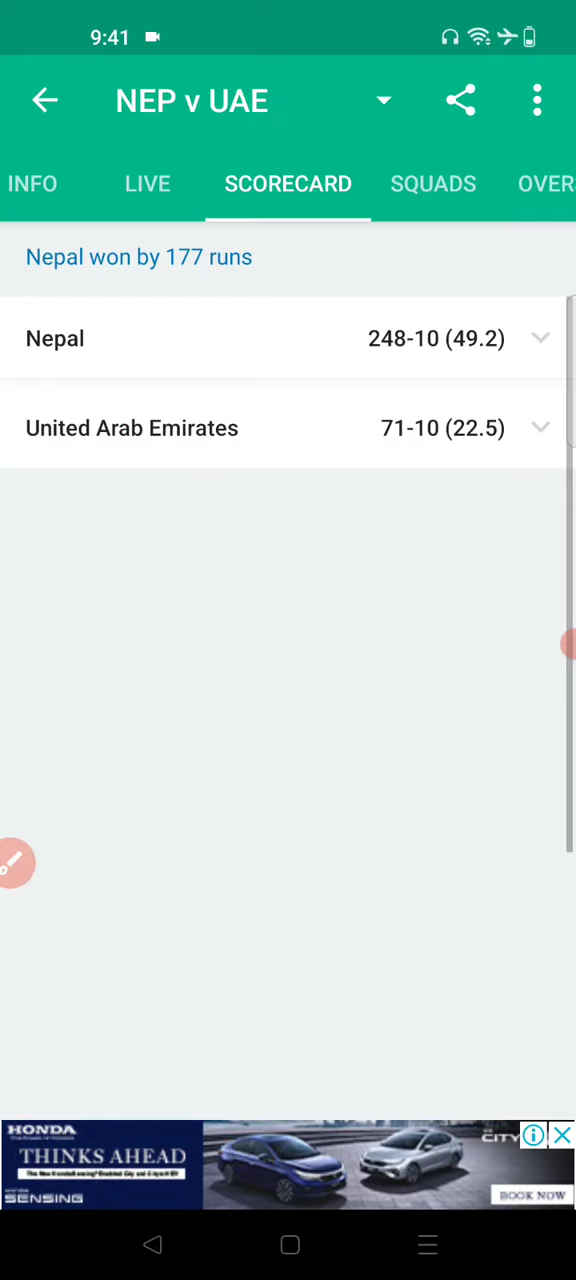 9:41
NEP v UAE
INFO LIVE SCORECARD SQUADS OVERS
Nepal won by 177 runs
Nepal 248-10 (49.2)
United Arab Emirates 71-10 (22.5)
HONDA
THINKS AHEAD
SENSING
CITY
BOOK NOW